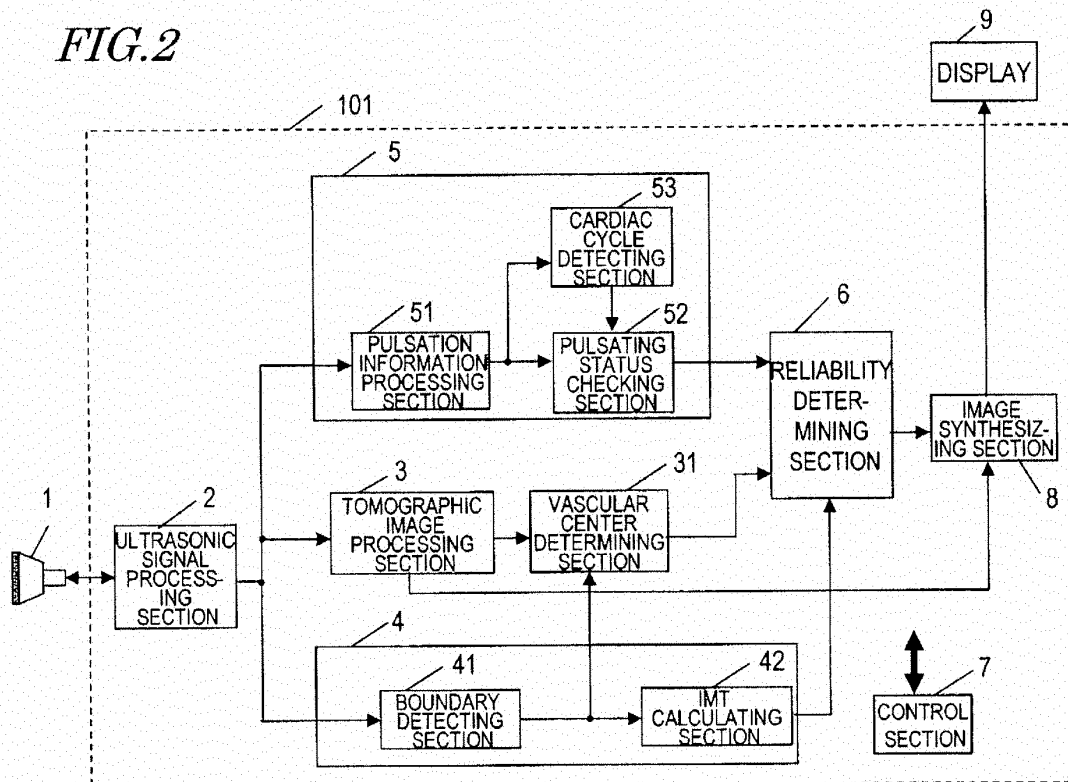 FIG.2
9
DISPLAY
101
5
53
CARDIAC
CYCLE
DETECTING
SECTION
51
PULSATION
INFORMATION
PROCESSING
SECTION
52
PULSATING
STATUS
CHECKING
SECTION
6
RELIABILITY
DETER-
MINING
SECTION
IMAGE
SYNTHESIZ-
ING SECTION
8
1
2
ULTRASONIC
SIGNAL
PROCESS-
ING
SECTION
3
TOMOGRAPHIC
IMAGE
PROCESSING
SECTION
31
VASCULAR
CENTER
DETERMINING
SECTION
4
41
BOUNDARY
DETECTING
SECTION
42
IMT
CALCULATING
SECTION
7
CONTROL
SECTION